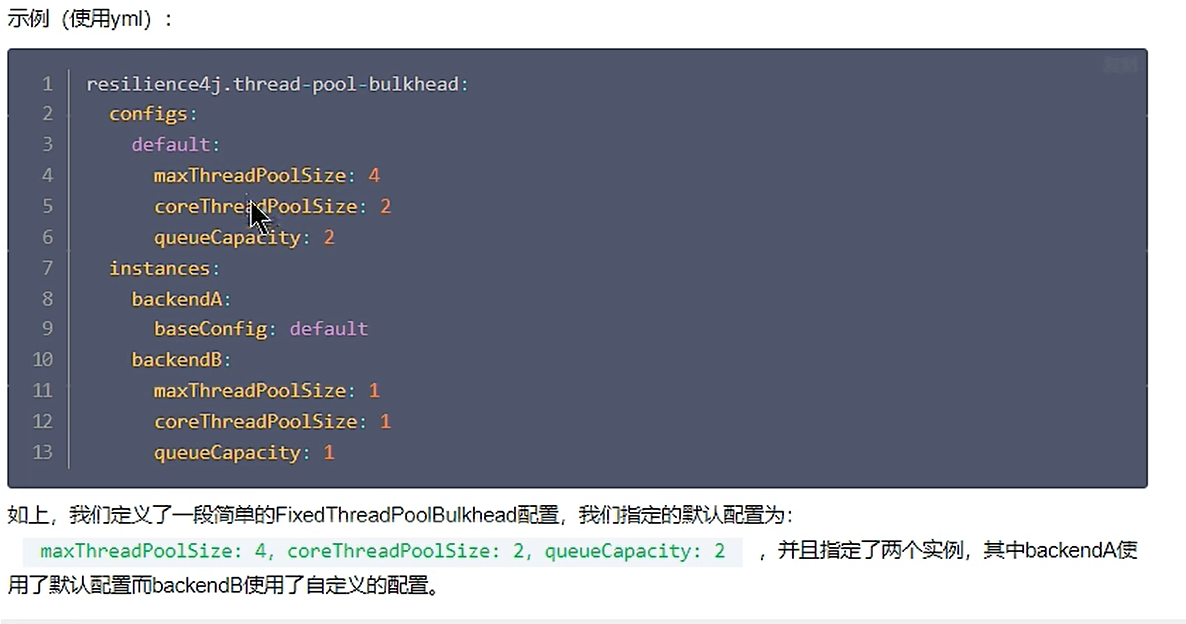 示例（使用yml）：
1 resilience4j.thread-pool-bulkhead:
2 configs:
3 default:
4 maxThreadPoolSize: 4
5 coreThreadPoolSize: 2
6 queueCapacity: 2
7 instances:
8 backendA:
9 baseConfig: default
10 backendB:
11 maxThreadPoolSize: 1
12 coreThreadPoolSize: 1
13 queueCapacity: 1
如上，我们定义了一段简单的FixedThreadPoolBulkhead配置，我们指定的默认配置为：
maxThreadPoolSize: 4, coreThreadPoolSize: 2, queueCapacity: 2 ，并且指定了两个实例，其中backendA使
用了默认配置而backendB使用了自定义的配置。